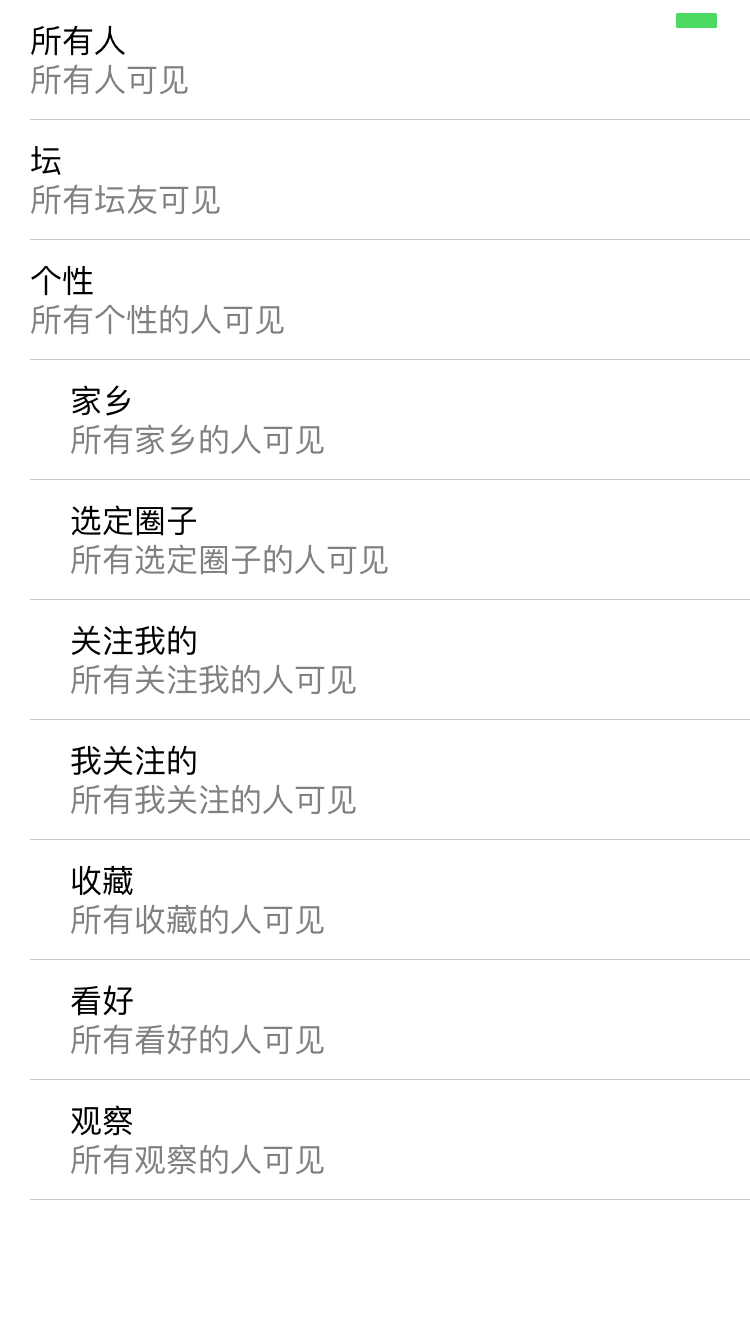 所有人
所有人可见
坛
所有坛友可见
个性
所有个性的人可见
家乡
所有家乡的人可见
选定圈子
所有选定圈子的人可见
关注我的
所有关注我的人可见
我关注的
所有我关注的人可见
收藏
所有收藏的人可见
看好
所有看好的人可见
观察
所有观察的人可见